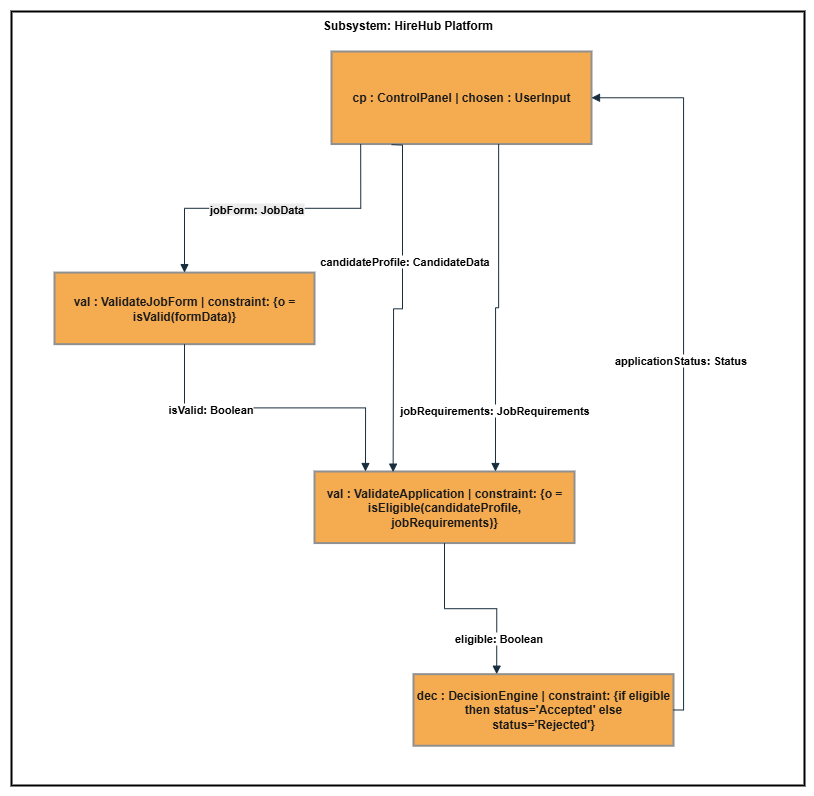 Subsystem: HireHub Platform
cp : ControlPanel | chosen : UserInput
jobForm: JobData
candidateProfile: CandidateData
val : ValidateJobForm | constraint: {o =
isValid(formData)}
applicationStatus: Status
isValid: Boolean
jobRequirements: JobRequirements
val : ValidateApplication | constraint: {o =
isEligible(candidateProfile,
jobRequirements)}
eligible: Boolean
dec : DecisionEngine | constraint: {if eligible
then status='Accepted' else
status='Rejected'}